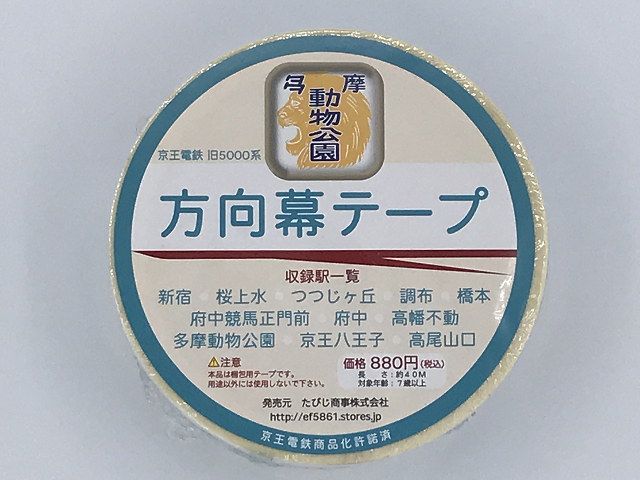 多摩
動物公園
京王電鉄 旧5000系
方向幕テープ
収録駅一覧
新宿 桜上水 つつじヶ丘 調布 橋本
府中競馬正門前 府中 高幡不動
多摩動物公園 京王八王子 高尾山口
⚠注意
本品は梱包用テープです。
用途以外には使用しないで下さい。
価格 880円(税込)
長 さ:約40M
対象年齢:7歳以上
発売元 たびじ商事株式会社
http://ef5861.stores.jp
京王電鉄商品化許諾済